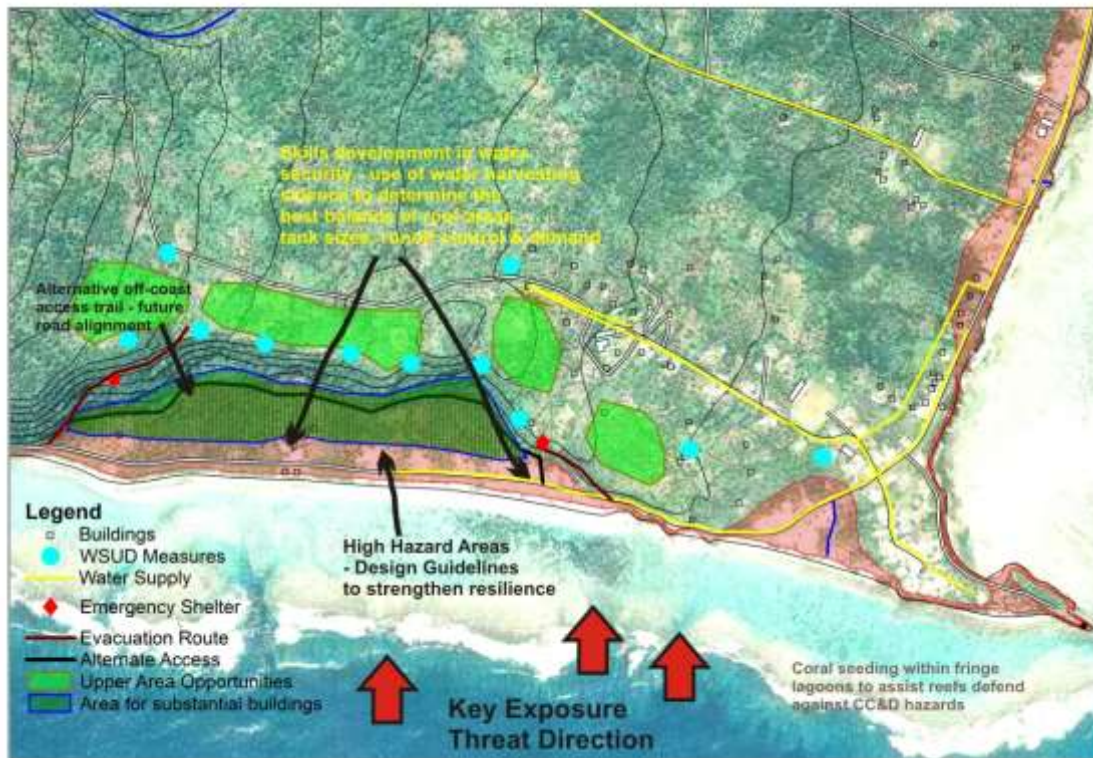 Skills development in water
security - use of water harvesting
science to determine the
best balance of roof areas,
tank sizes, runoff control & demand
Alternative off-coast
access trail - future
road alignment
Legend
Buildings
WSUD Measures
Water Supply
Emergency Shelter
Evacuation Route
Alternate Access
Upper Area Opportunities
Area for substantial buildings
High Hazard Areas
- Design Guidelines
to strengthen resilience
Key Exposure
Threat Direction
Coral seeding within fringe
lagoons to assist reefs defend
against CC&D hazards